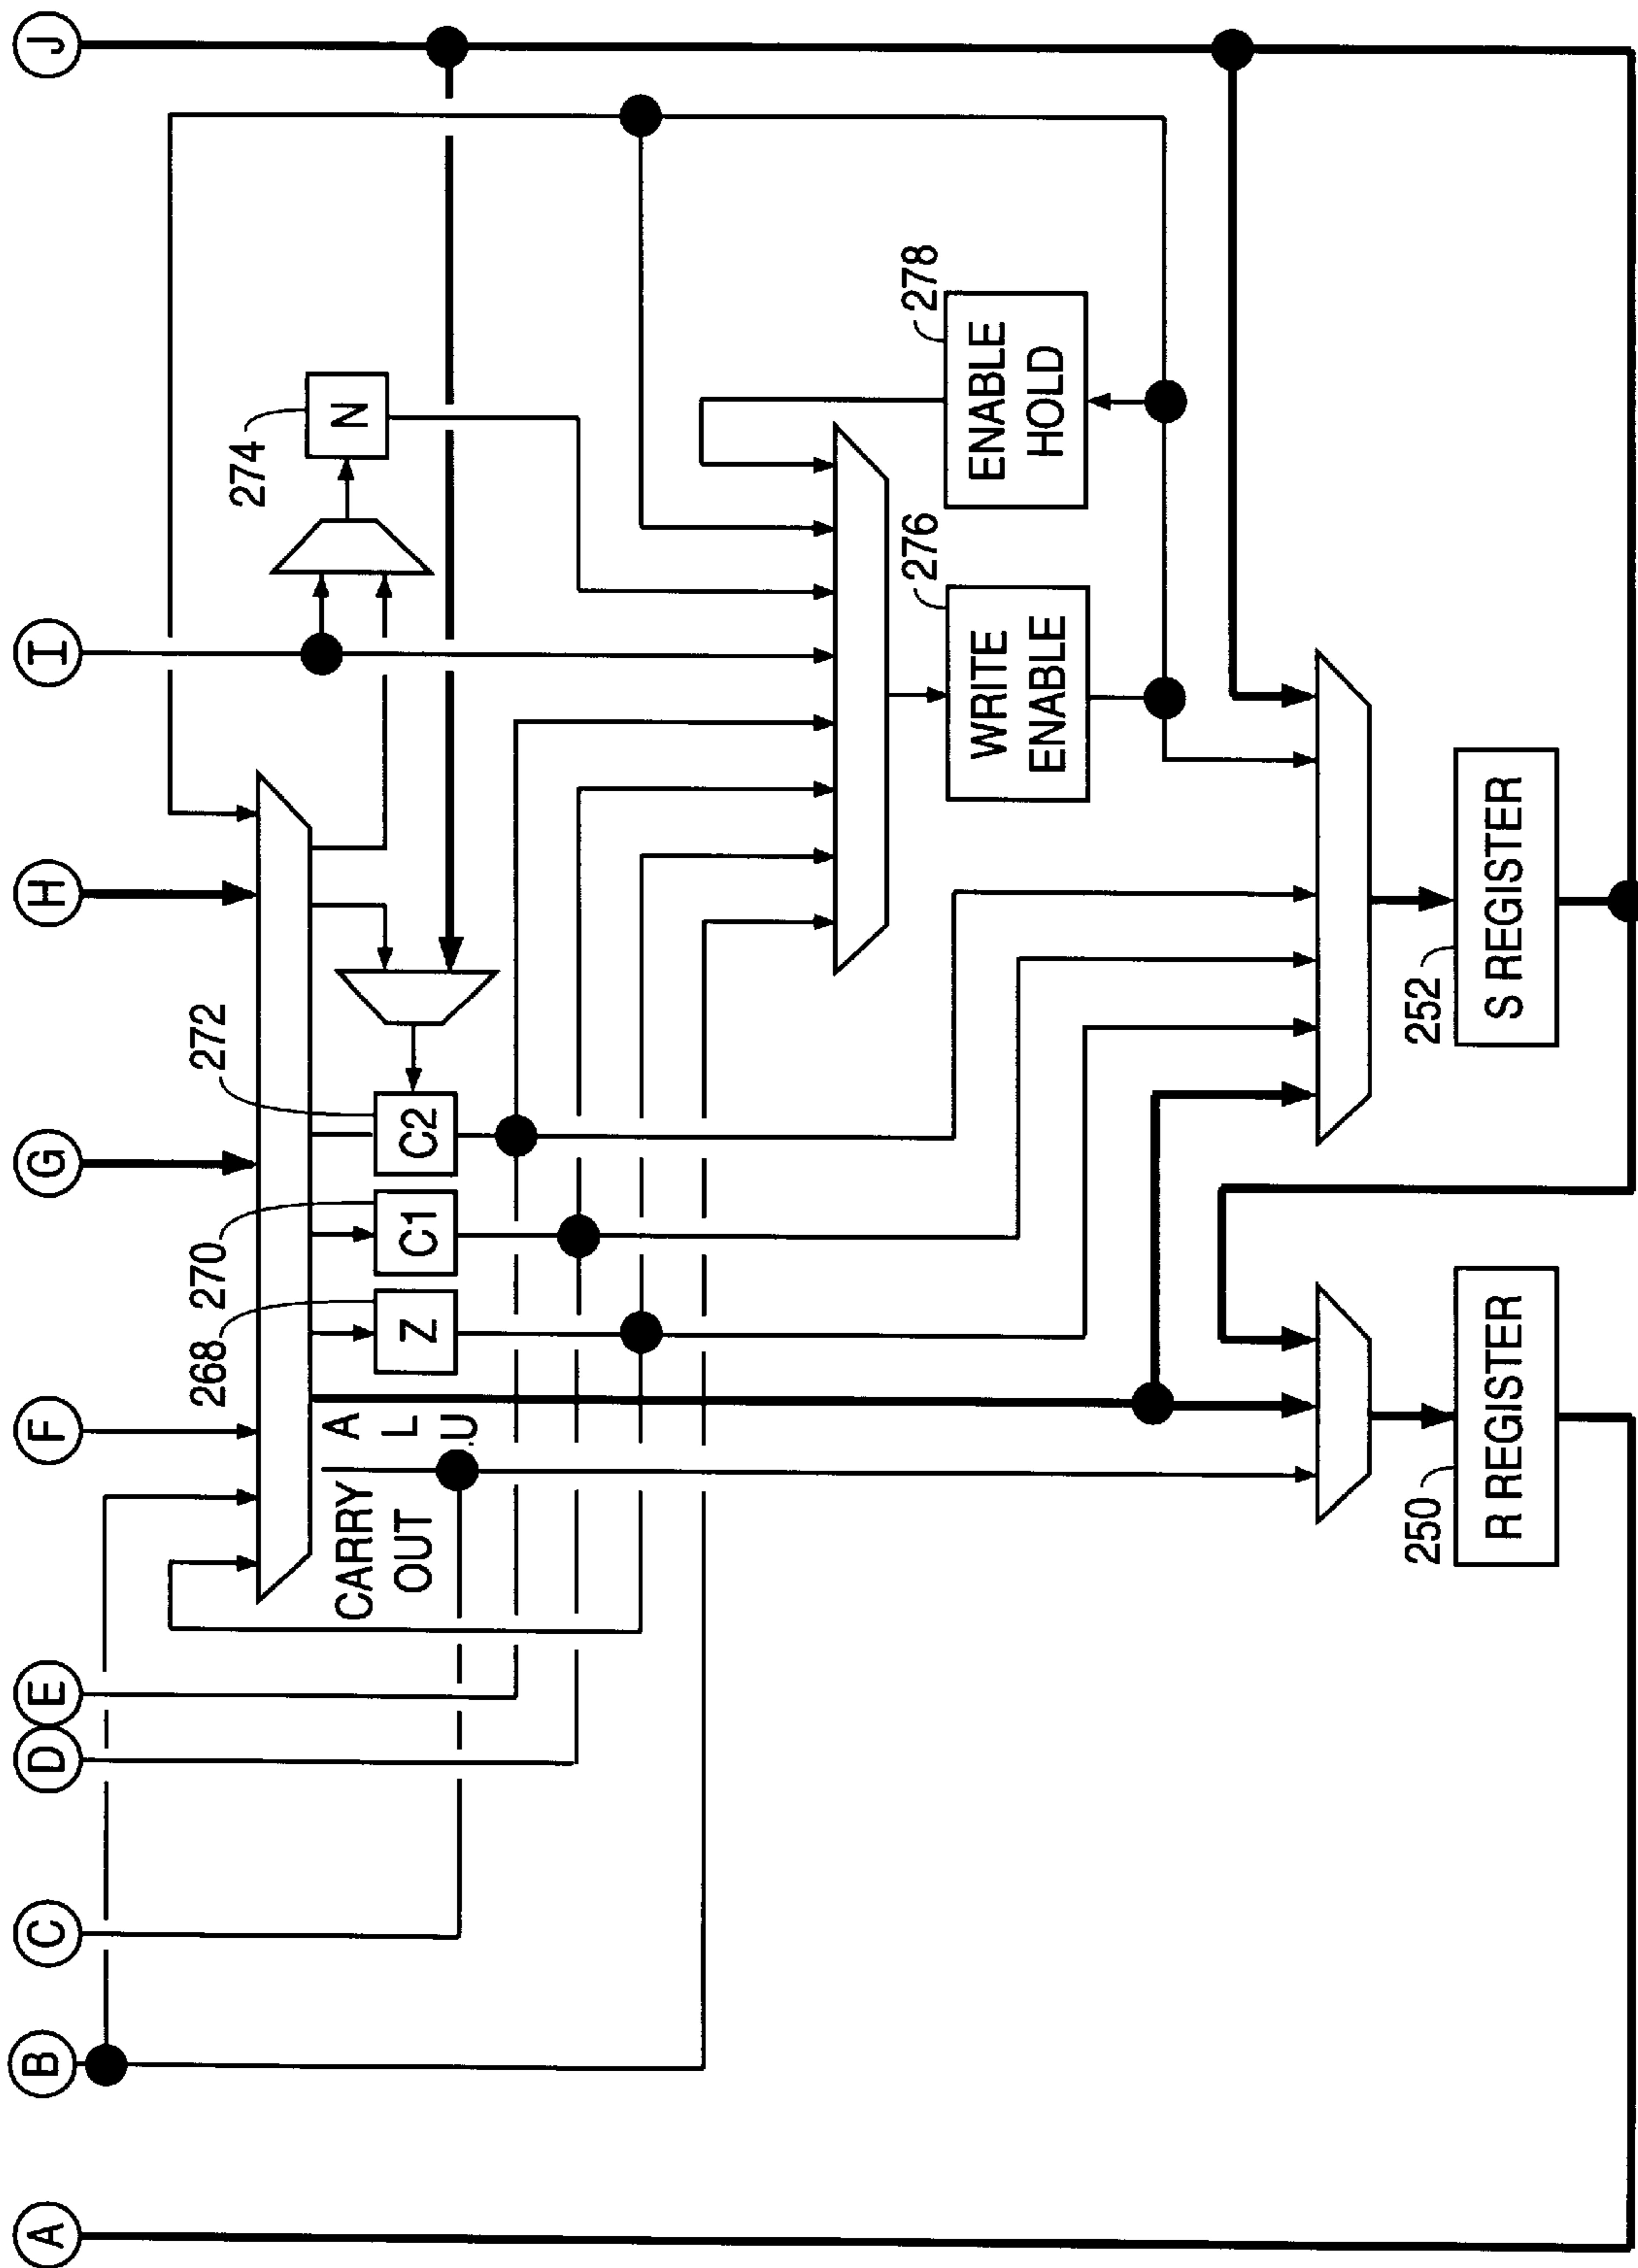 A
B
C
D
E
F
G
H
I
J
268
270
272
274
CARRY
OUT
A
L
U
Z
C1
C2
N
276
278
WRITE
ENABLE
ENABLE
HOLD
250
252
R REGISTER
S REGISTER